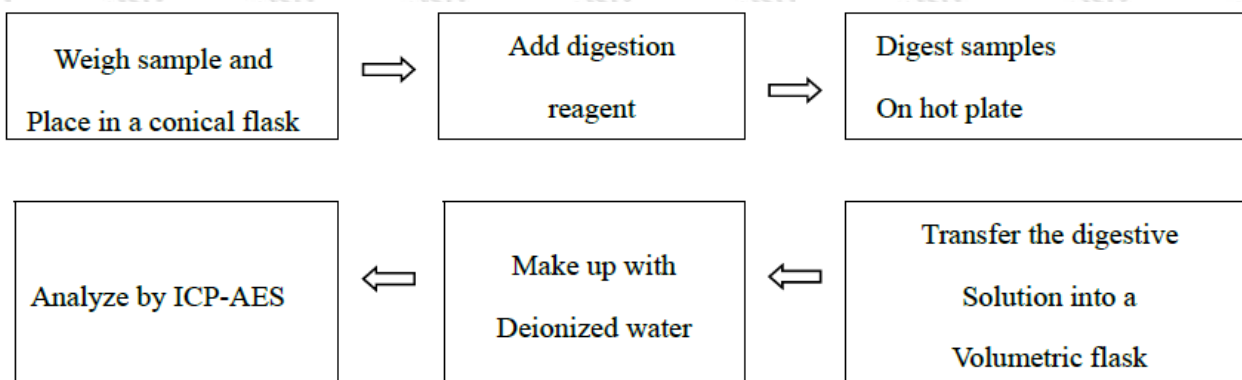 Weigh sample and
Place in a conical flask
Add digestion
reagent
Digest samples
On hot plate
Transfer the digestive
Solution into a
Volumetric flask
Make up with
Deionized water
Analyze by ICP-AES